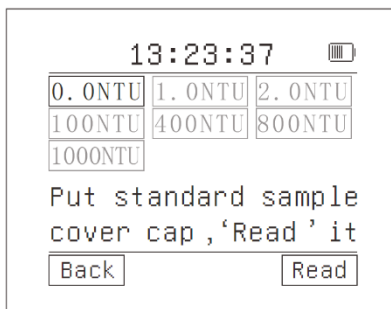 13:23:37
0.0NTU 1.0NTU 2.0NTU
100NTU 400NTU 800NTU
1000NTU
Put standard sample
cover cap ,‘Read ’ it
Back Read